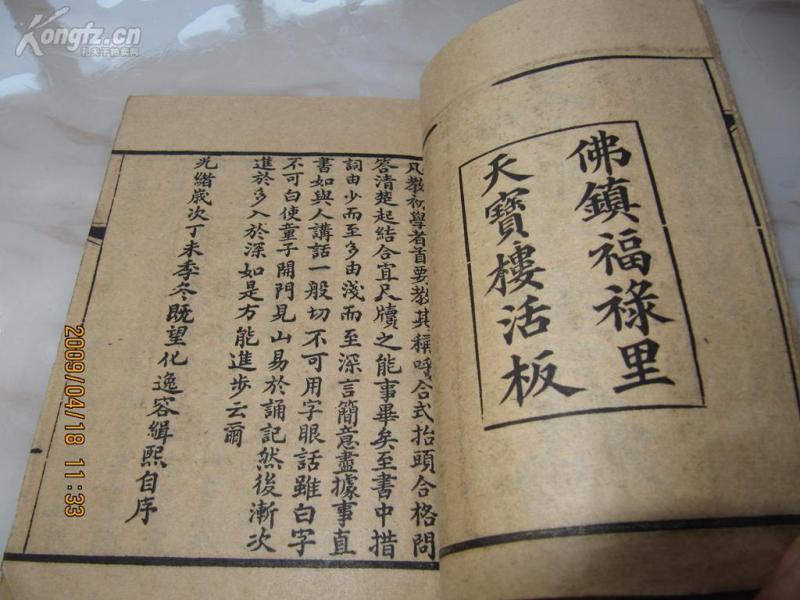 Kongfz.cn
孔夫子拍卖网
佛鎮福祿里
天寶樓活板
凡教初學者首要教其稱呼合式抬頭合格問
答清楚起結合宜尺牘之能事畢矣至書中措
詞由少而至多由淺而至深言簡意盡據事直
書如與人講話一般切不可用字眼話雖白字
不可白使童子開門見山易於誦記然後漸次
進於多入於深如是方能進步云爾
光緒歲次丁未季冬既望化逸容緝熙自序
2009/04/18 11:33